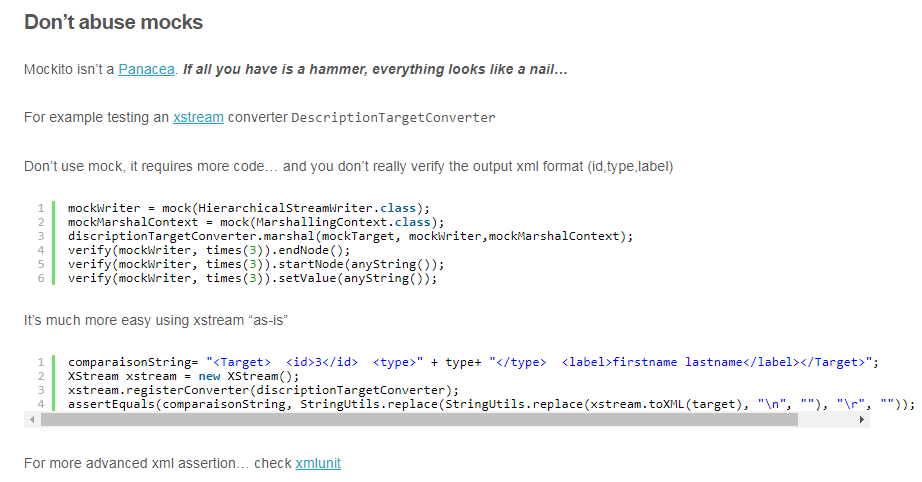 Don’t abuse mocks
Mockito isn’t a Panacea. If all you have is a hammer, everything looks like a nail…
For example testing an xstream converter DescriptionTargetConverter
Don’t use mock, it requires more code… and you don’t really verify the output xml format (id,type,label)
1 mockWriter = mock(HierarchicalStreamWriter.class);
2 mockMarshalContext = mock(MarshallingContext.class);
3 discriptionTargetConverter.marshal(mockTarget, mockWriter,mockMarshalContext);
4 verify(mockWriter, times(3)).endNode();
5 verify(mockWriter, times(3)).startNode(anyString());
6 verify(mockWriter, times(3)).setValue(anyString());
It’s much more easy using xstream “as-is”
1 comparaisonString= "<Target>  <id>3</id>  <type>" + type+ "</type>  <label>firstname lastname</label></Target>";
2 XStream xstream = new XStream();
3 xstream.registerConverter(discriptionTargetConverter);
4 assertEquals(comparaisonString, StringUtils.replace(StringUtils.replace(xstream.toXML(target), "\n", ""), "\r", ""));
For more advanced xml assertion… check xmlunit